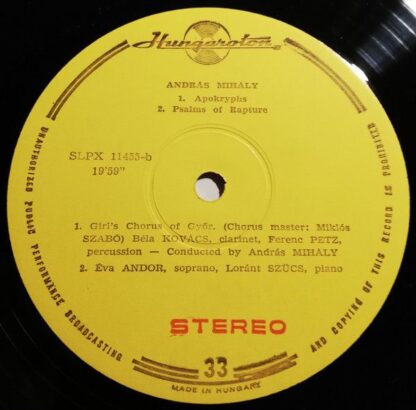 Hungaroton
ANDRÁS MIHÁLY
1. Apokryphs
2. Psalms of Rapture
SLPX 11455-b
19'59"
1. Girl's Chorus of Győr. (Chorus master: Miklós
SZABÓ) Béla KOVÁCS, clarinet, Ferenc PETZ,
percussion — Conducted by András MIHÁLY
2. Éva ANDOR, soprano, Loránt SZŰCS, piano
STEREO
33
MADE IN HUNGARY
UNAUTHORIZED PUBLIC PERFORMANCE BROADCASTING
AND COPYING OF THIS RECORD IS PROHIBITED